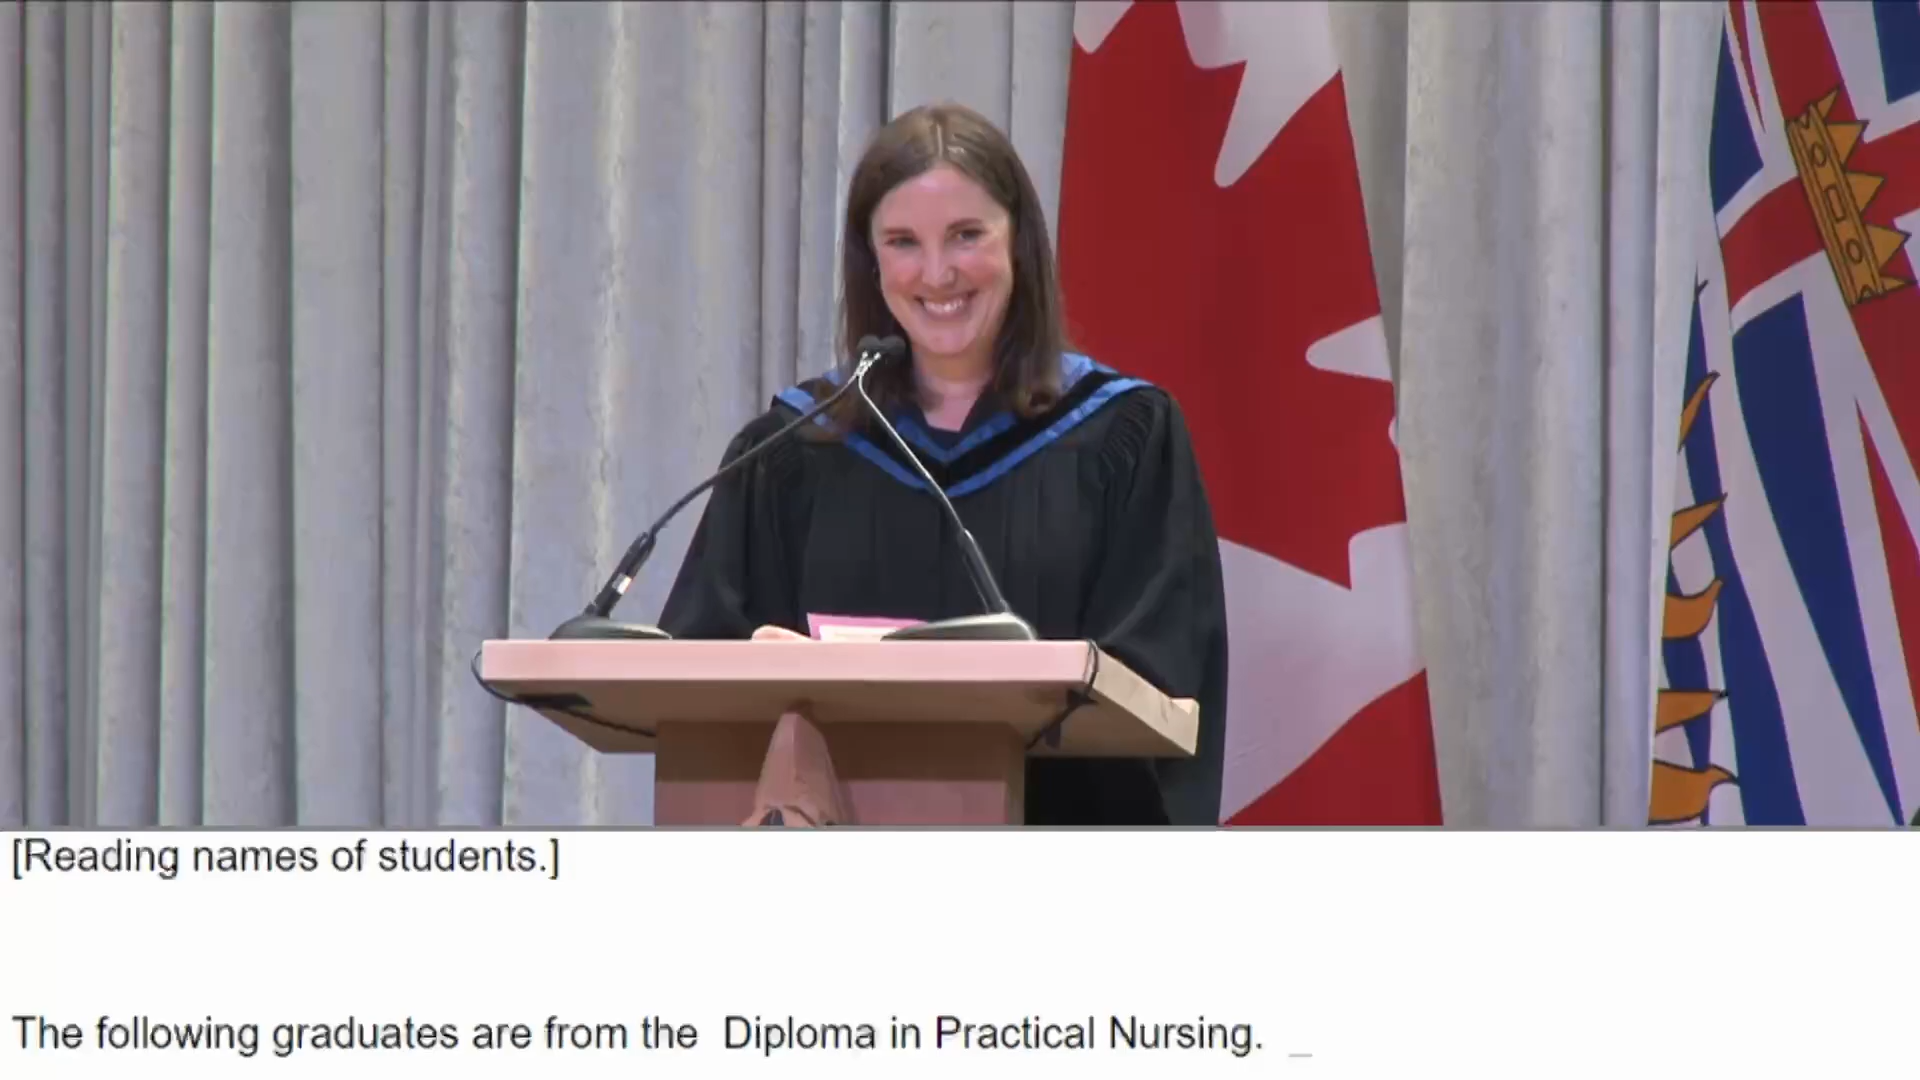 [Reading names of students.]
The following graduates are from the  Diploma in Practical Nursing.